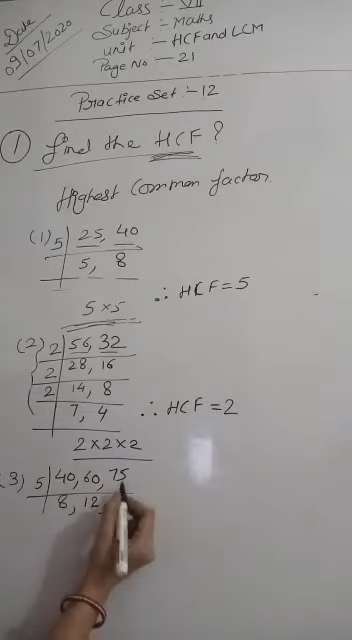 Date
09/07/2020
Class :- VII
Subject :- Maths
Unit :- HCF and LCM
Page No :- 21
Practice Set :- 12
1 Find the HCF ?
Highest Common factor
(1) 5 | 25, 40
5, 8
5 × 5 ∴ HCF = 5
(2) 2 | 56, 32
2 | 28, 16
2 | 14, 8
7, 4 ∴ HCF = 2
2 × 2 × 2
3) 5 | 40, 60, 75
8, 12,